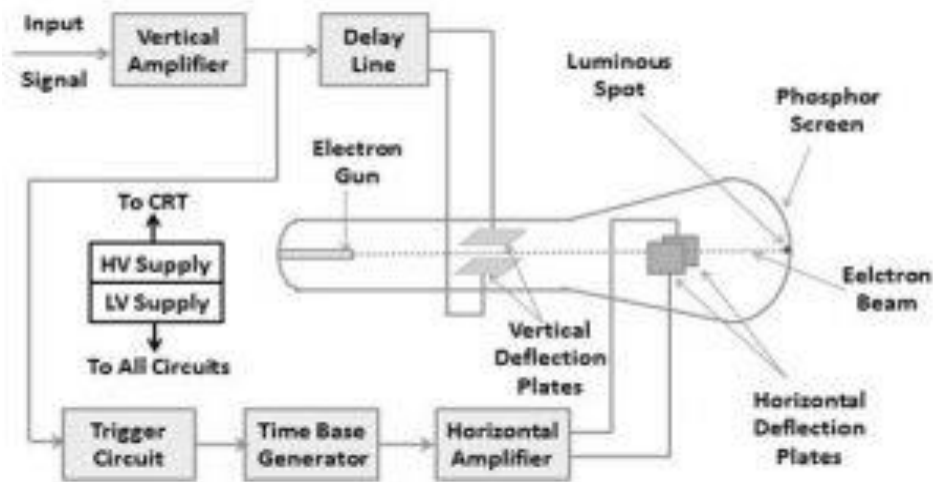 Input
Signal
Vertical
Amplifier
Delay
Line
Luminous
Spot
Phosphor
Screen
Electron
Gun
To CRT
HV Supply
LV Supply
To All Circuits
Eelctron
Beam
Vertical
Deflection
Plates
Horizontal
Deflection
Plates
Trigger
Circuit
Time Base
Generator
Horizontal
Amplifier